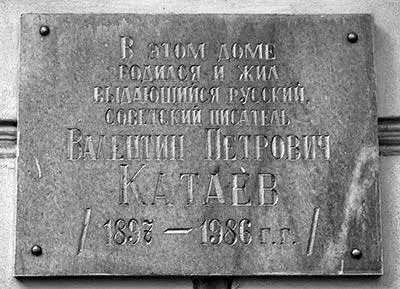 В ЭТОМ ДОМЕ
РОДИЛСЯ И ЖИЛ
ВЫДАЮЩИЙСЯ РУССКИЙ,
СОВЕТСКИЙ ПИСАТЕЛЬ
ВАЛЕНТИН ПЕТРОВИЧ
КАТАЕВ
/ 1897 — 1986 г.г. /